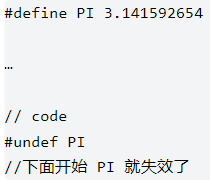 #define PI 3.141592654
…
// code
#undef PI
//下面开始 PI 就失效了